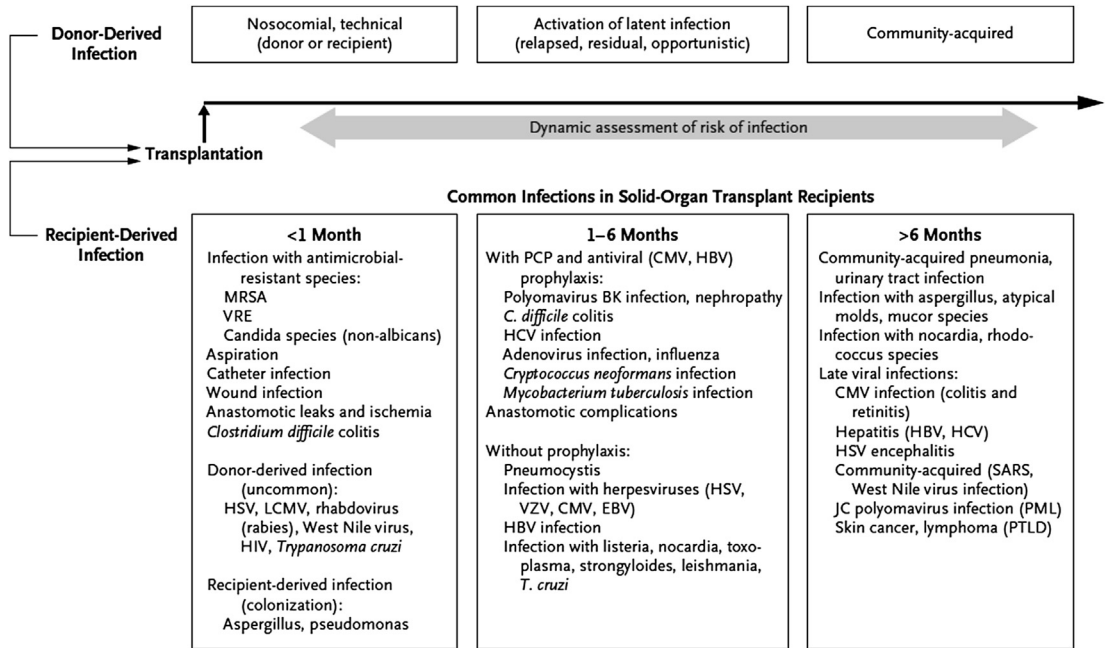 Donor-Derived
Infection
Nosocomial, technical
(donor or recipient)
Activation of latent infection
(relapsed, residual, opportunistic)
Community-acquired
Dynamic assessment of risk of infection
Transplantation
Common Infections in Solid-Organ Transplant Recipients
Recipient-Derived
Infection
<1 Month
Infection with antimicrobial-
resistant species:
MRSA
VRE
Candida species (non-albicans)
Aspiration
Catheter infection
Wound infection
Anastomotic leaks and ischemia
Clostridium difficile colitis
Donor-derived infection
(uncommon):
HSV, LCMV, rhabdovirus
(rabies), West Nile virus,
HIV, Trypanosoma cruzi
Recipient-derived infection
(colonization):
Aspergillus, pseudomonas
1–6 Months
With PCP and antiviral (CMV, HBV)
prophylaxis:
Polyomavirus BK infection, nephropathy
C. difficile colitis
HCV infection
Adenovirus infection, influenza
Cryptococcus neoformans infection
Mycobacterium tuberculosis infection
Anastomotic complications
Without prophylaxis:
Pneumocystis
Infection with herpesviruses (HSV,
VZV, CMV, EBV)
HBV infection
Infection with listeria, nocardia, toxo-
plasma, strongyloides, leishmania,
T. cruzi
>6 Months
Community-acquired pneumonia,
urinary tract infection
Infection with aspergillus, atypical
molds, mucor species
Infection with nocardia, rhodo-
coccus species
Late viral infections:
CMV infection (colitis and
retinitis)
Hepatitis (HBV, HCV)
HSV encephalitis
Community-acquired (SARS,
West Nile virus infection)
JC polyomavirus infection (PML)
Skin cancer, lymphoma (PTLD)